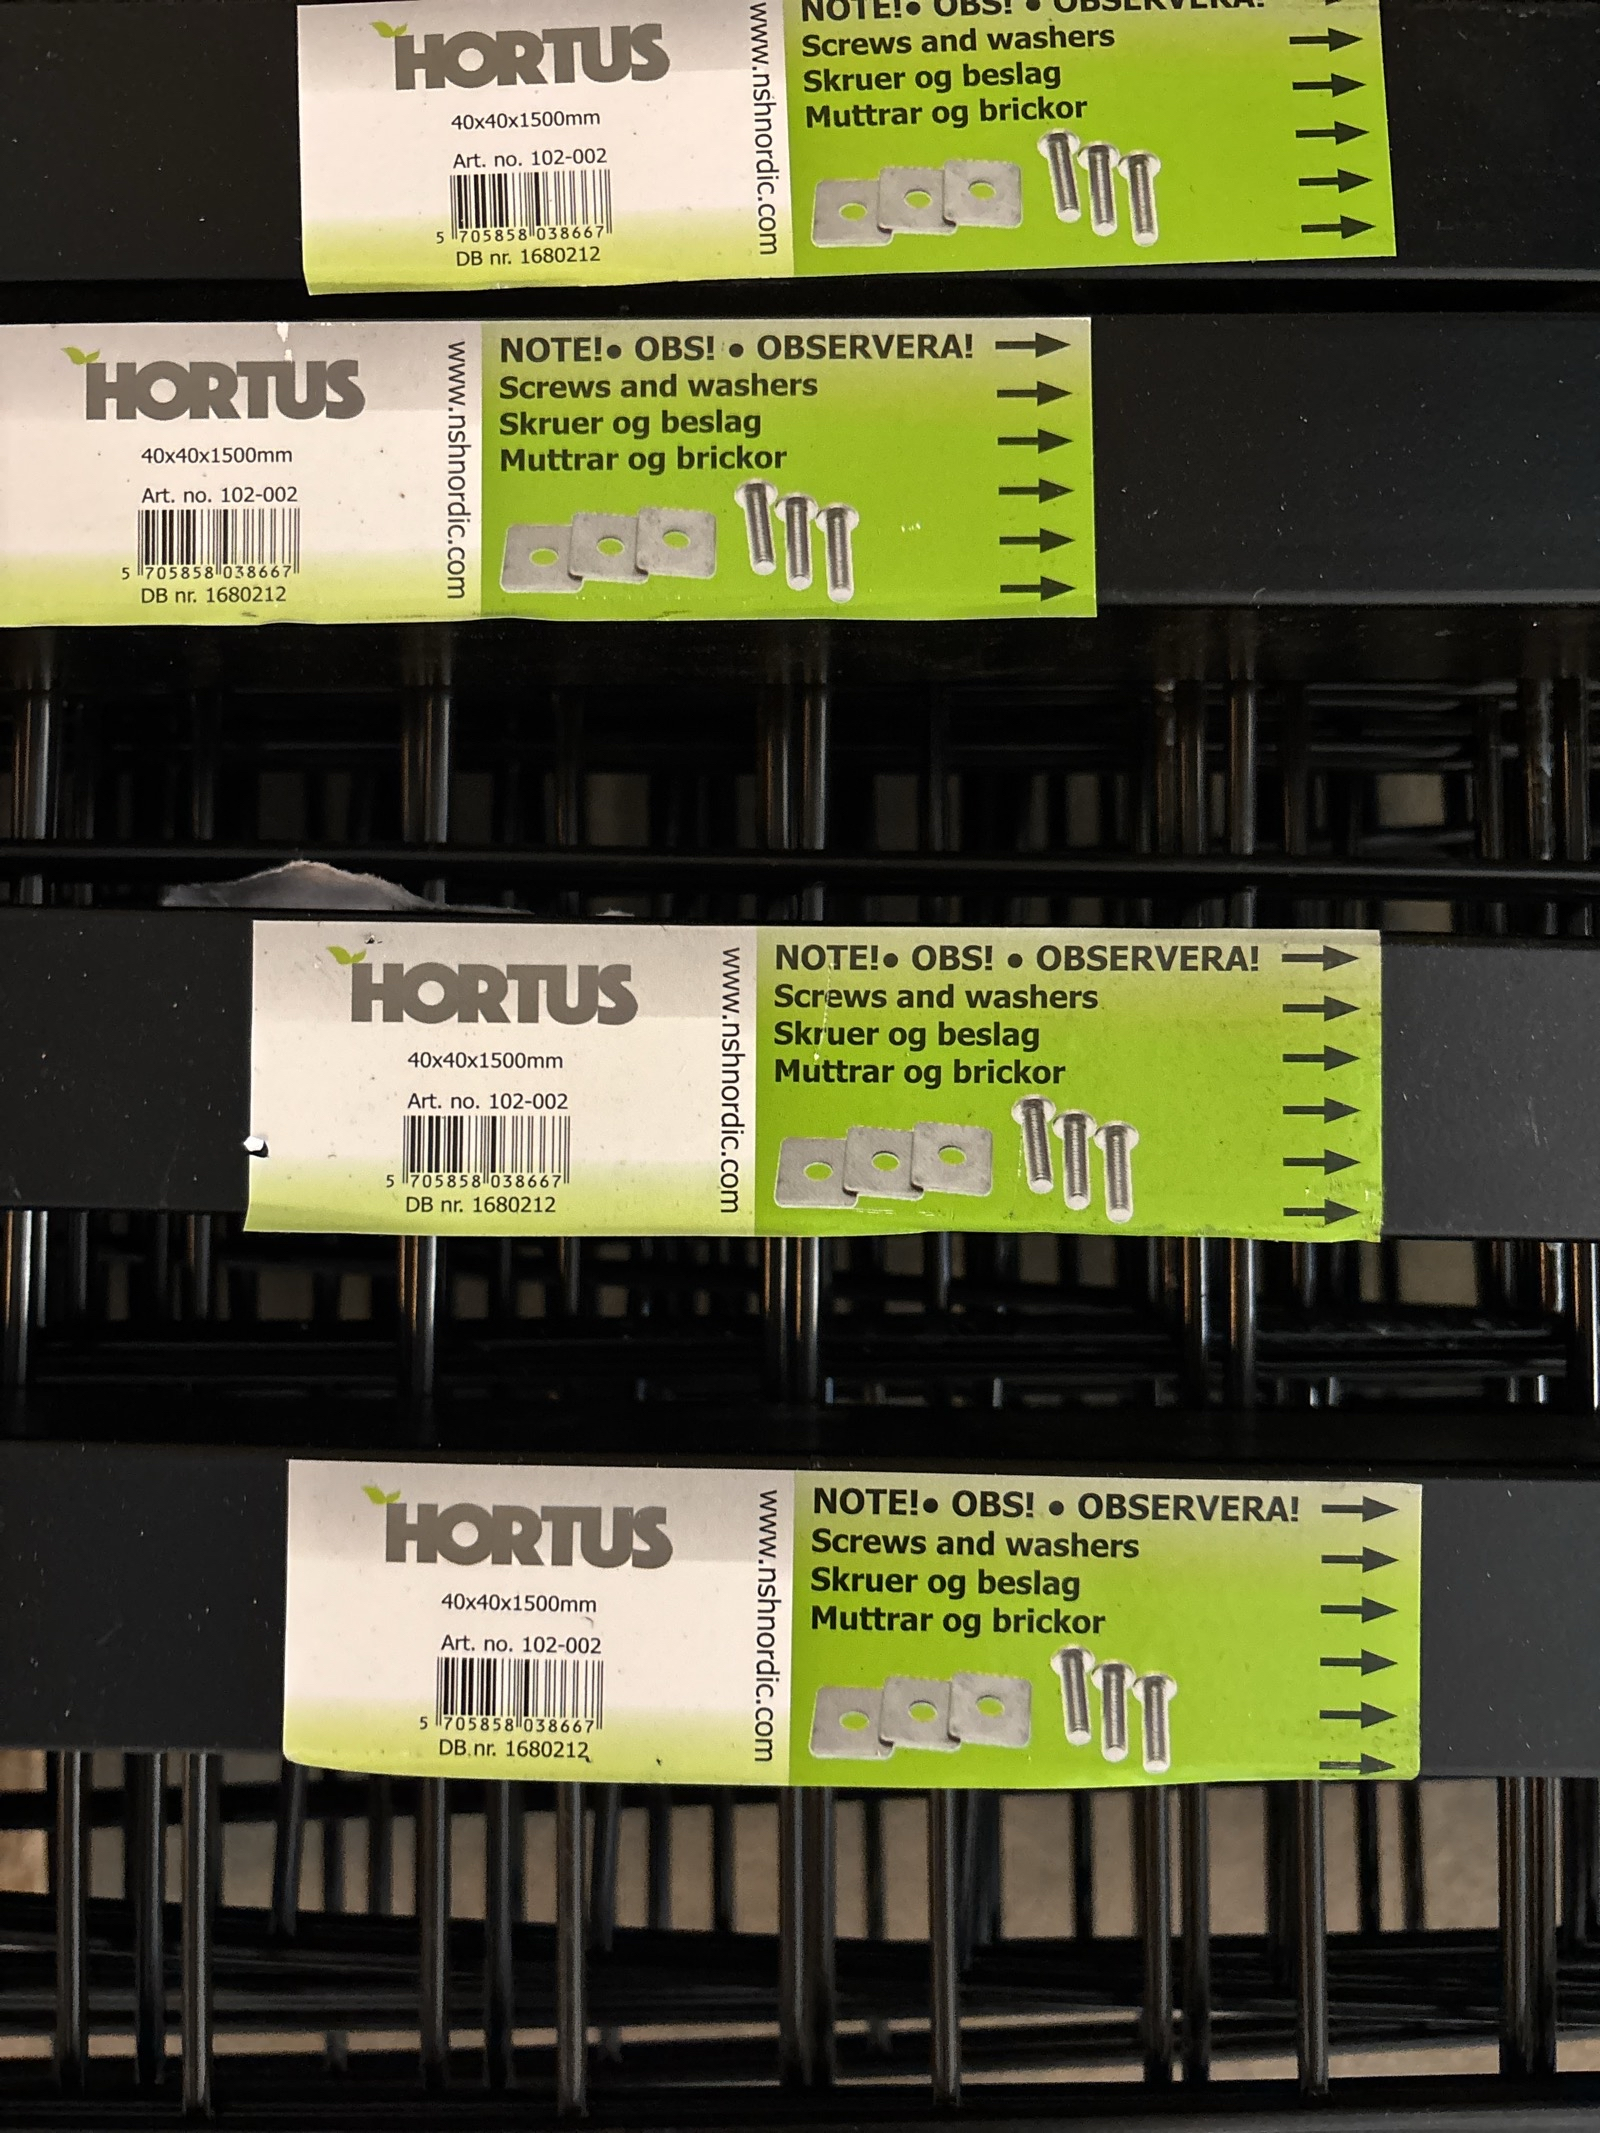 HORTUS
40x40x1500mm
Art. no. 102-002
5 705858 038667
DB nr. 1680212
www.nshnordic.com
NOTE!• OBS! • OBSERVERA!
Screws and washers
Skruer og beslag
Muttrar og brickor
HORTUS
40x40x1500mm
Art. no. 102-002
5 705858 038667
DB nr. 1680212
www.nshnordic.com
NOTE!• OBS! • OBSERVERA!
Screws and washers
Skruer og beslag
Muttrar og brickor
HORTUS
40x40x1500mm
Art. no. 102-002
5 705858 038667
DB nr. 1680212
www.nshnordic.com
NOTE!• OBS! • OBSERVERA!
Screws and washers
Skruer og beslag
Muttrar og brickor
HORTUS
40x40x1500mm
Art. no. 102-002
5 705858 038667
DB nr. 1680212
www.nshnordic.com
NOTE!• OBS! • OBSERVERA!
Screws and washers
Skruer og beslag
Muttrar og brickor